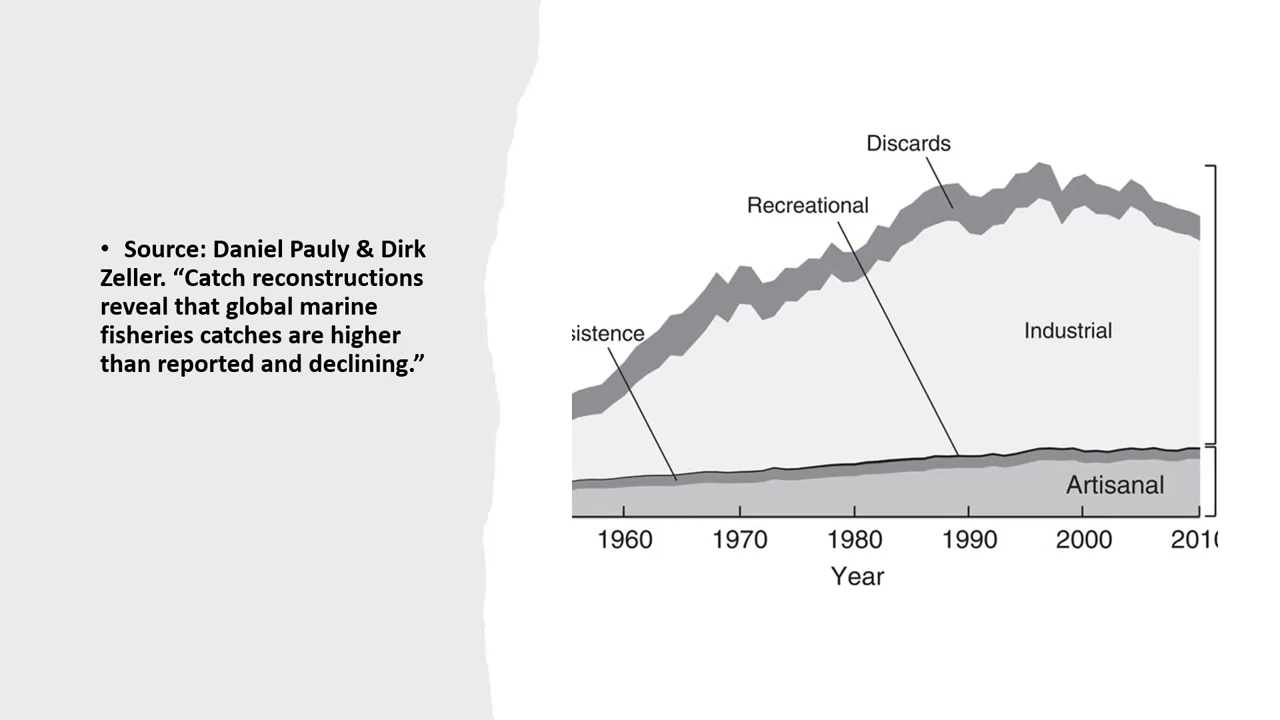 • Source: Daniel Pauly & Dirk
Zeller. “Catch reconstructions
reveal that global marine
fisheries catches are higher
than reported and declining.”
Discards
Recreational
sistence
Industrial
Artisanal
1960 1970 1980 1990 2000 201
Year